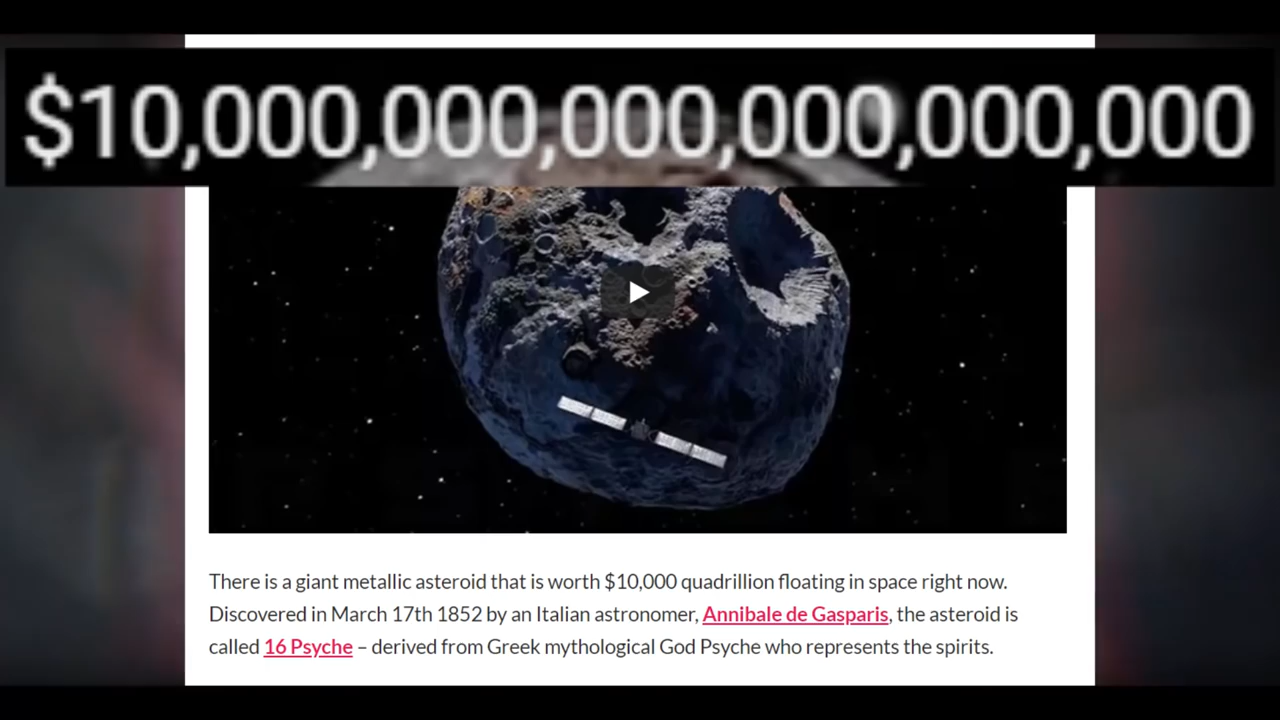 $10,000,000,000,000,000,000
There is a giant metallic asteroid that is worth $10,000 quadrillion floating in space right now.
Discovered in March 17th 1852 by an Italian astronomer, Annibale de Gasparis, the asteroid is
called 16 Psyche – derived from Greek mythological God Psyche who represents the spirits.